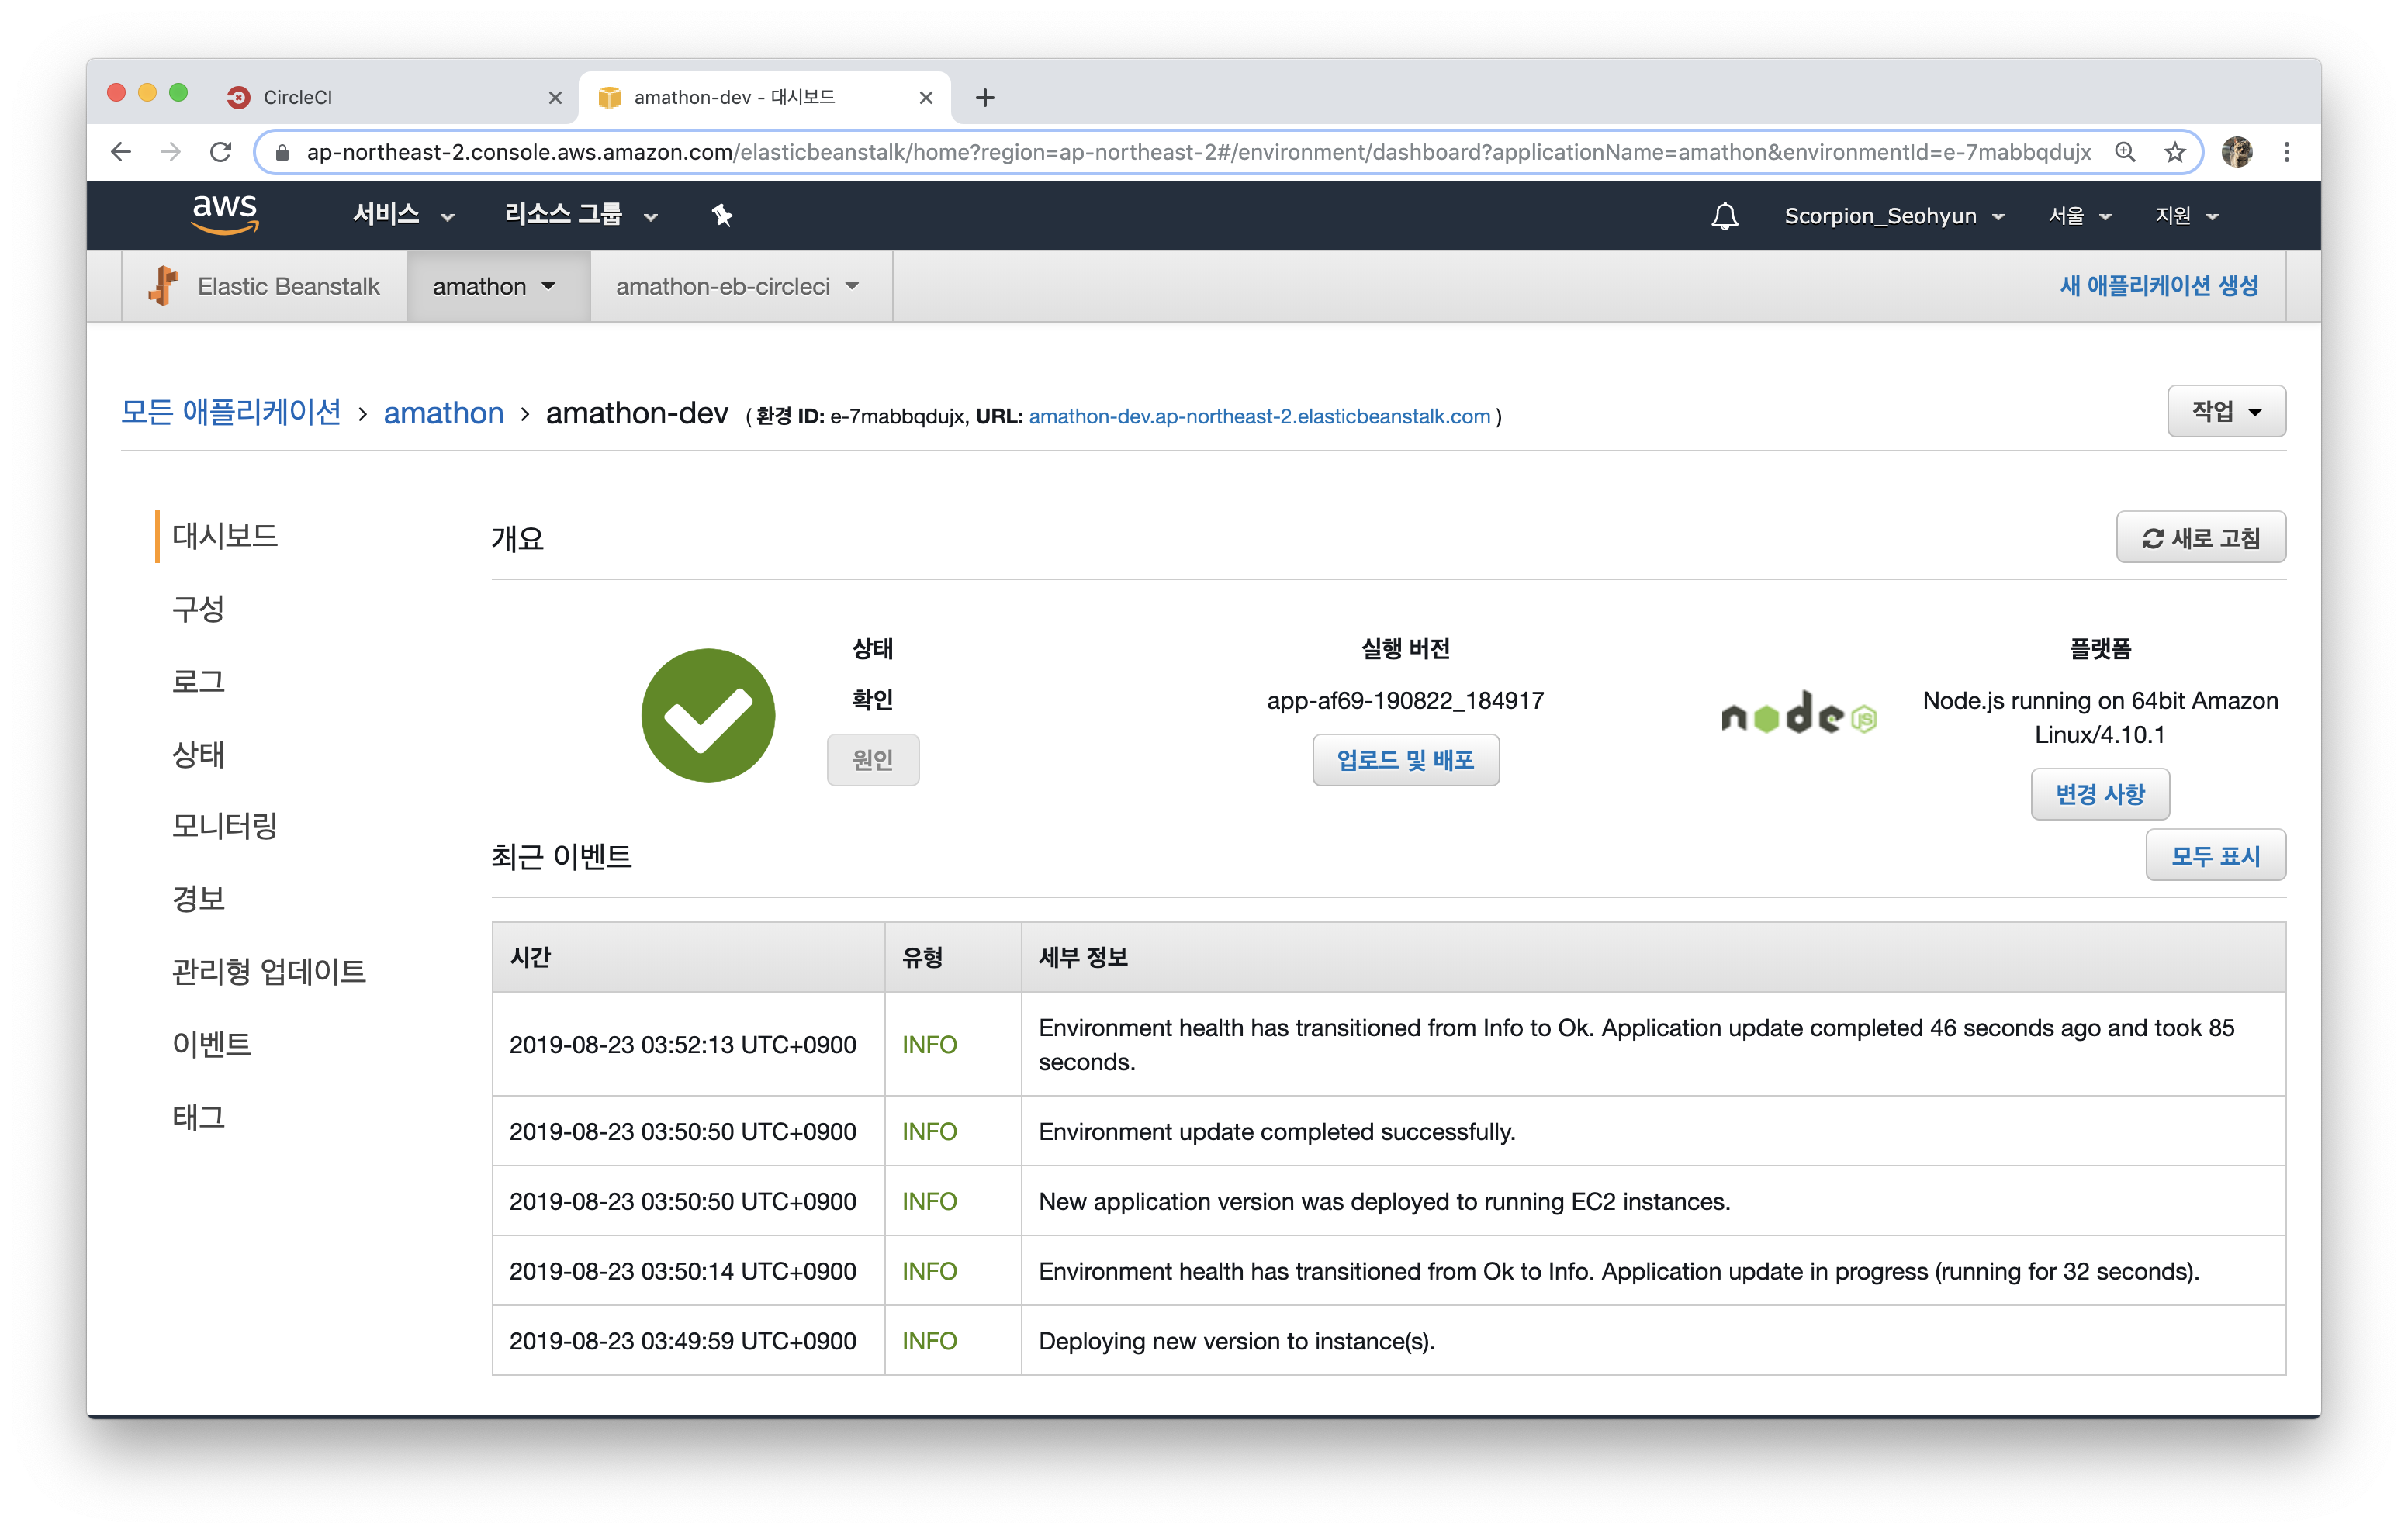 CircleCI
amathon-dev - 대시보드
ap-northeast-2.console.aws.amazon.com/elasticbeanstalk/home?region=ap-northeast-2#/environment/dashboard?applicationName=amathon&environmentId=e-7mabbqdujx
aws 서비스 리소스 그룹 Scorpion_Seohyun 서울 지원
Elastic Beanstalk amathon amathon-eb-circleci 새 애플리케이션 생성
모든 애플리케이션 › amathon › amathon-dev ( 환경 ID: e-7mabbqdujx, URL: amathon-dev.ap-northeast-2.elasticbeanstalk.com )
작업
대시보드
구성
로그
상태
모니터링
경보
관리형 업데이트
이벤트
태그
개요
새로 고침
상태
확인
원인
실행 버전
app-af69-190822_184917
업로드 및 배포
node JS
플랫폼
Node.js running on 64bit Amazon
Linux/4.10.1
변경 사항
최근 이벤트
모두 표시
시간 유형 세부 정보
2019-08-23 03:52:13 UTC+0900 INFO Environment health has transitioned from Info to Ok. Application update completed 46 seconds ago and took 85
seconds.
2019-08-23 03:50:50 UTC+0900 INFO Environment update completed successfully.
2019-08-23 03:50:50 UTC+0900 INFO New application version was deployed to running EC2 instances.
2019-08-23 03:50:14 UTC+0900 INFO Environment health has transitioned from Ok to Info. Application update in progress (running for 32 seconds).
2019-08-23 03:49:59 UTC+0900 INFO Deploying new version to instance(s).